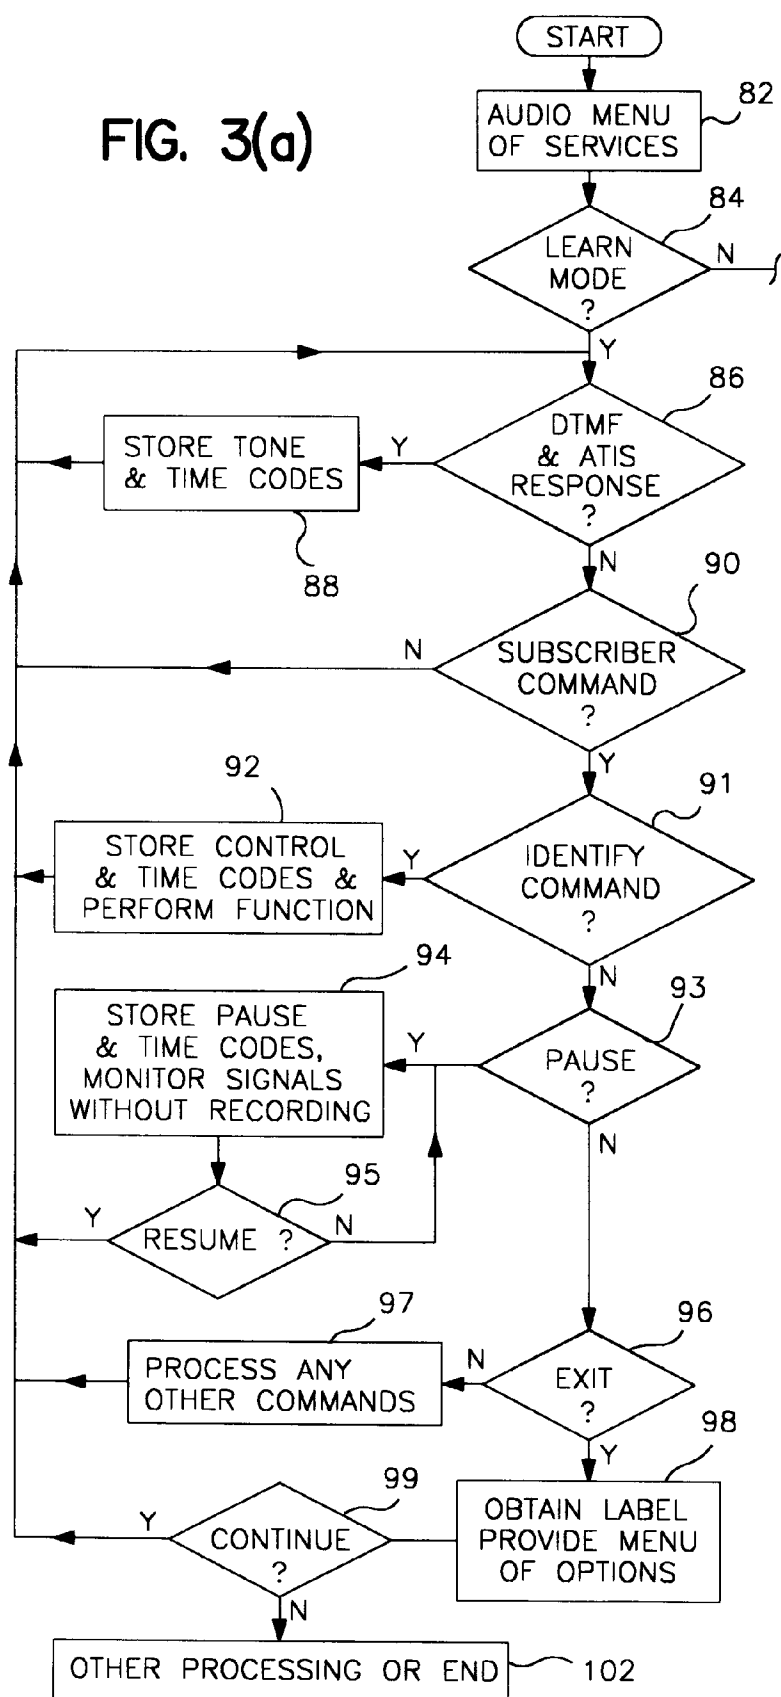 START
FIG. 3(a)
82
AUDIO MENU
OF SERVICES
84
LEARN
MODE
?
N
Y
86
DTMF
& ATIS
RESPONSE
?
Y
STORE TONE
& TIME CODES
88
N
90
SUBSCRIBER
COMMAND
?
N
Y
92
91
STORE CONTROL
& TIME CODES &
PERFORM FUNCTION
Y
IDENTIFY
COMMAND
?
N
94
93
STORE PAUSE
& TIME CODES,
MONITOR SIGNALS
WITHOUT RECORDING
Y
PAUSE
?
N
95
Y
RESUME ?
N
97
96
PROCESS ANY
OTHER COMMANDS
N
EXIT
?
Y
98
99
Y
CONTINUE
?
OBTAIN LABEL
PROVIDE MENU
OF OPTIONS
N
OTHER PROCESSING OR END
102